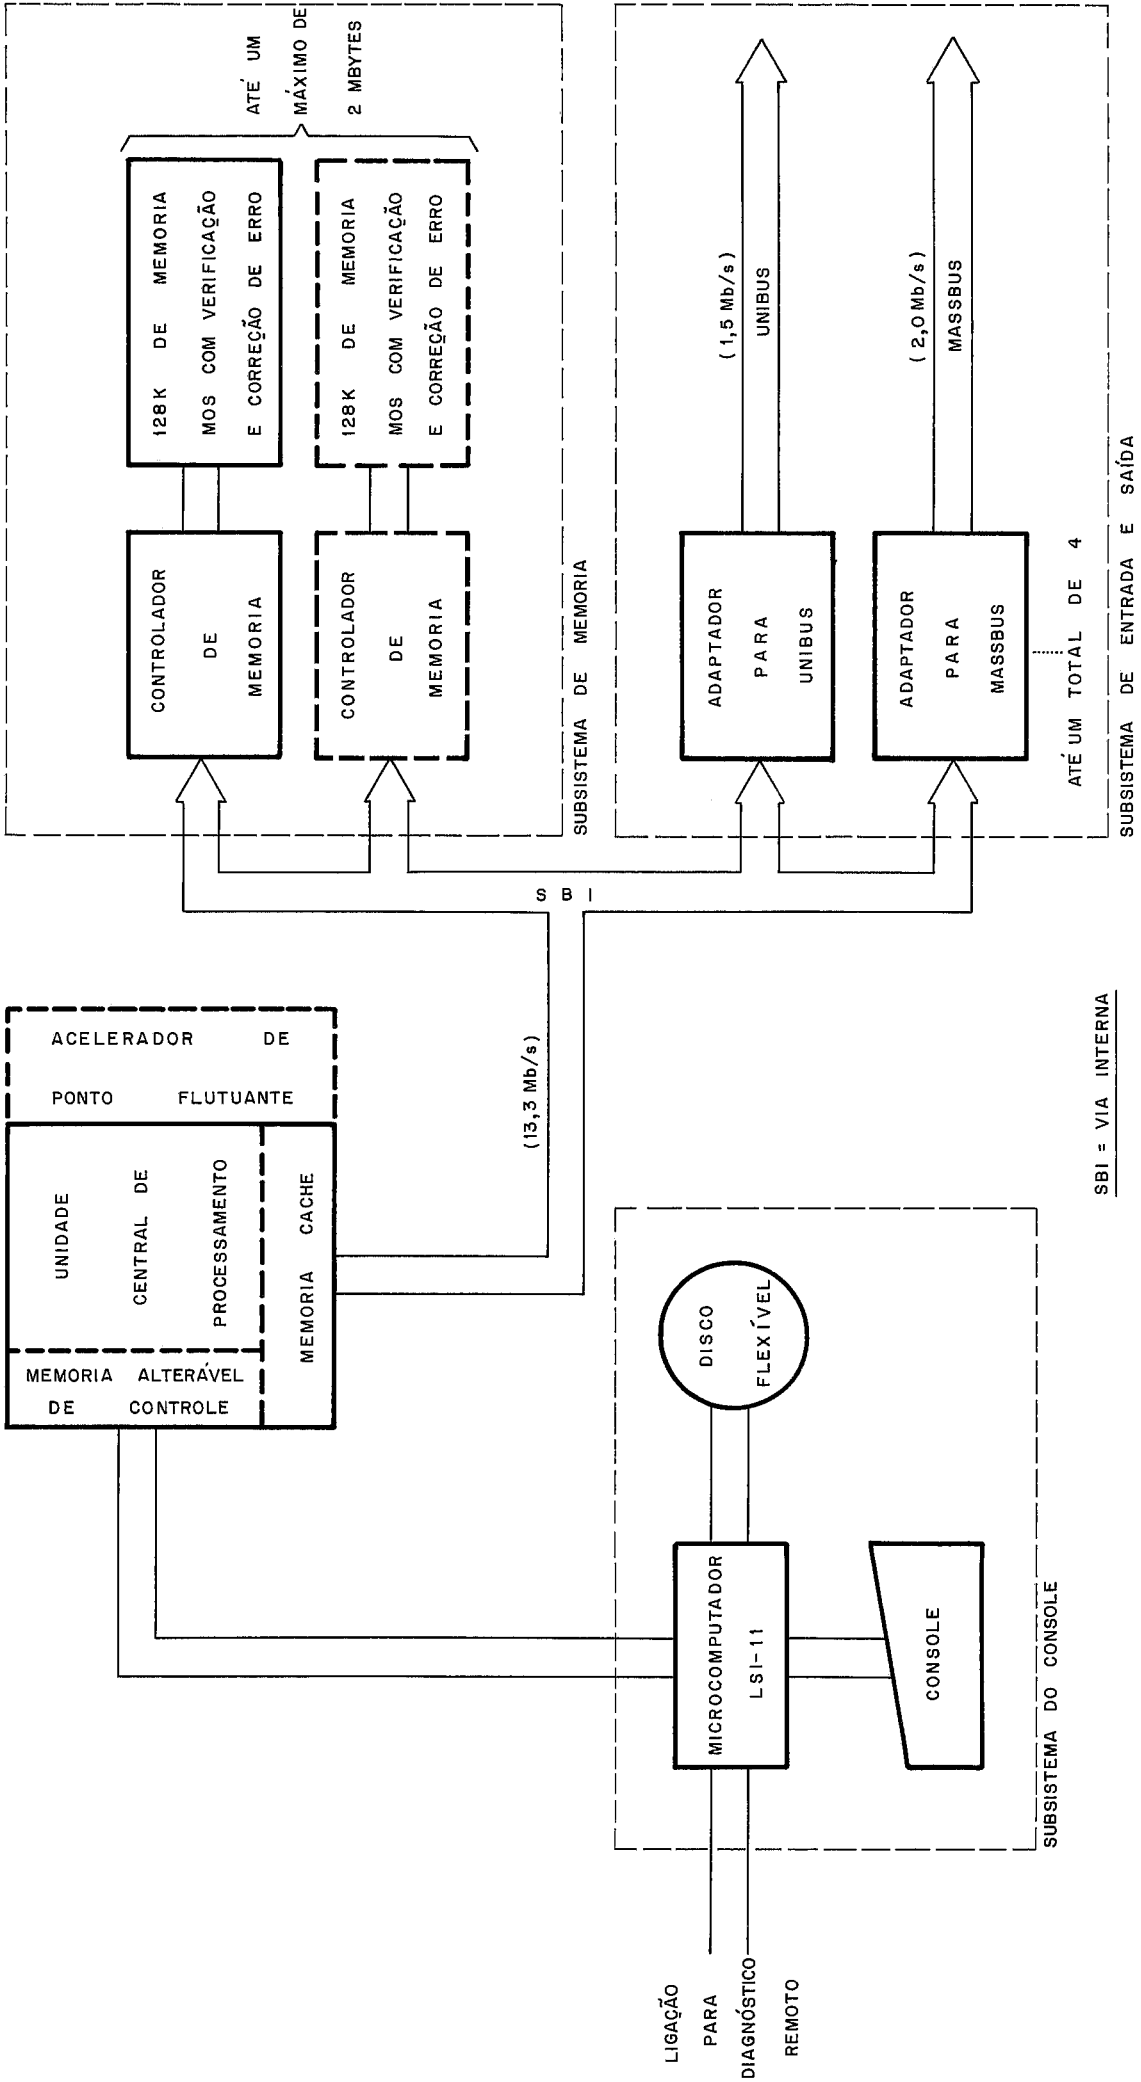 ACELERADOR DE
PONTO FLUTUANTE
UNIDADE
CENTRAL DE
PROCESSAMENTO
MEMORIA ALTERÁVEL
DE CONTROLE
MEMORIA CACHE
(13,3 Mb/s)
S B I
CONTROLADOR
DE
MEMORIA
128K DE MEMORIA
MOS COM VERIFICAÇÃO
E CORREÇÃO DE ERRO
CONTROLADOR
DE
MEMORIA
128K DE MEMORIA
MOS COM VERIFICAÇÃO
E CORREÇÃO DE ERRO
ATÉ UM
MÁXIMO DE
2 MBYTES
SUBSISTEMA DE MEMORIA
ADAPTADOR
PARA
UNIBUS
(1,5 Mb/s)
UNIBUS
ADAPTADOR
PARA
MASSBUS
(2,0 Mb/s)
MASSBUS
ATÉ UM TOTAL DE 4
SUBSISTEMA DE ENTRADA E SAÍDA
DISCO
FLEXÍVEL
MICROCOMPUTADOR
LSI-11
CONSOLE
SUBSISTEMA DO CONSOLE
LIGAÇÃO
PARA
DIAGNÓSTICO
REMOTO
SBI = VIA INTERNA